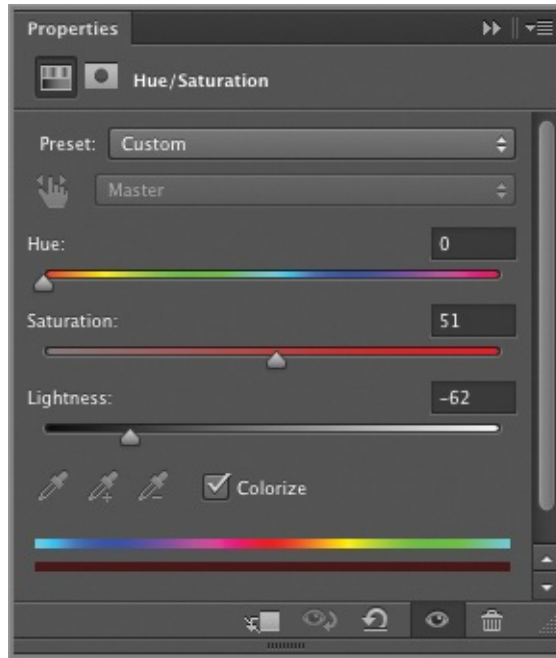 Properties
Hue/Saturation
Preset: Custom
Master
Hue: 0
Saturation: 51
Lightness: -62
Colorize